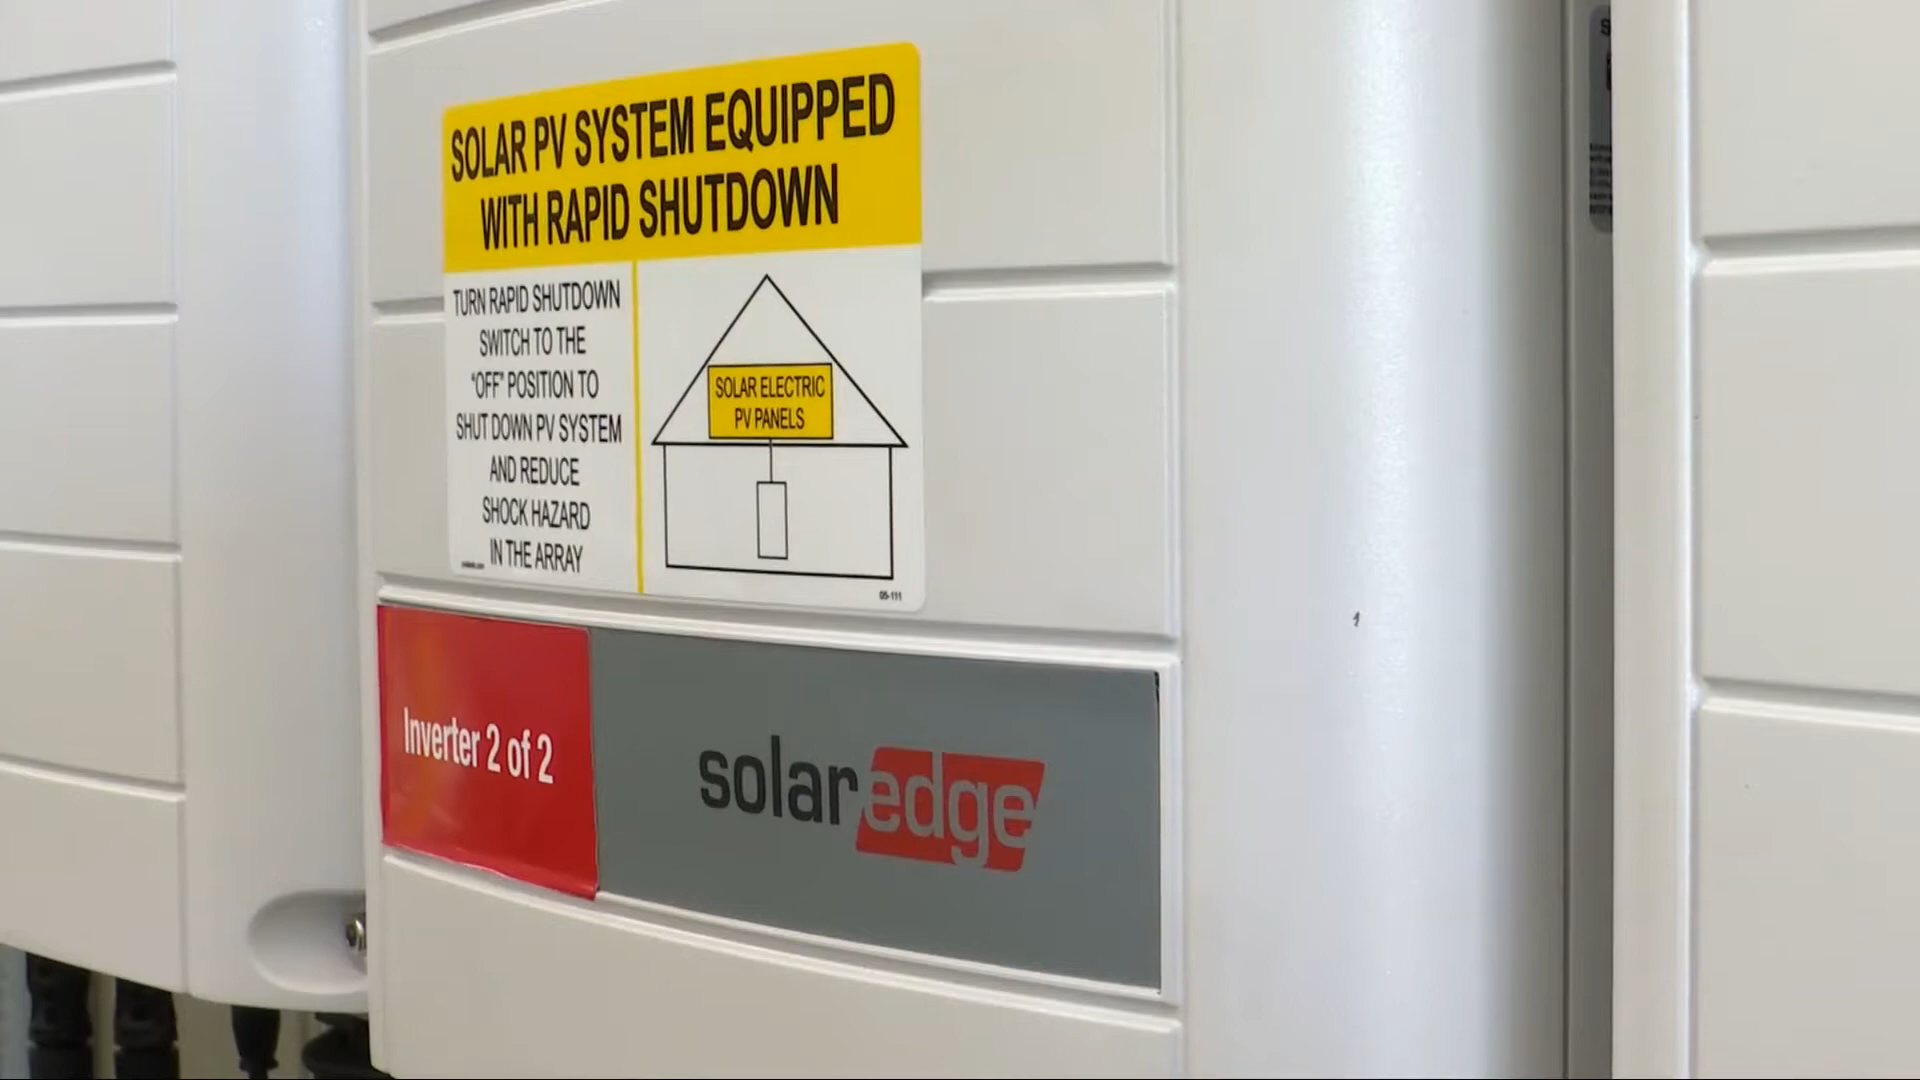 SOLAR PV SYSTEM EQUIPPED
WITH RAPID SHUTDOWN
TURN RAPID SHUTDOWN
SWITCH TO THE
“OFF” POSITION TO
SHUT DOWN PV SYSTEM
AND REDUCE
SHOCK HAZARD
IN THE ARRAY
SOLAR ELECTRIC
PV PANELS
05-111
Inverter 2 of 2
solaredge